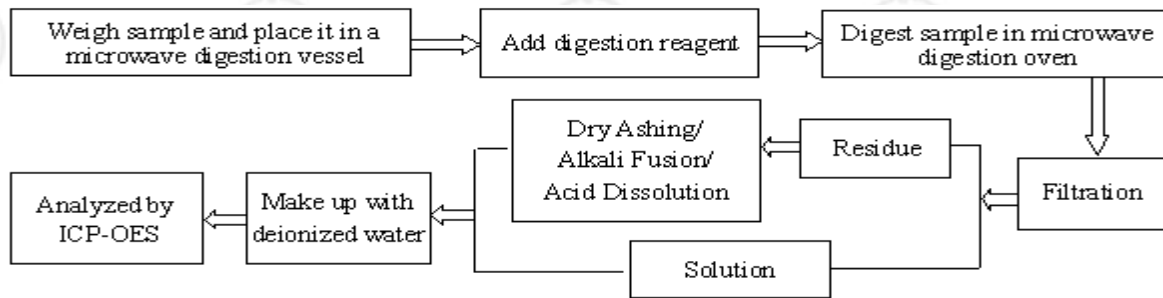 Weigh sample and place it in a
microwave digestion vessel
Add digestion reagent
Digest sample in microwave
digestion oven
Filtration
Residue
Solution
Dry Ashing/
Alkali Fusion/
Acid Dissolution
Make up with
deionized water
Analyzed by
ICP-OES